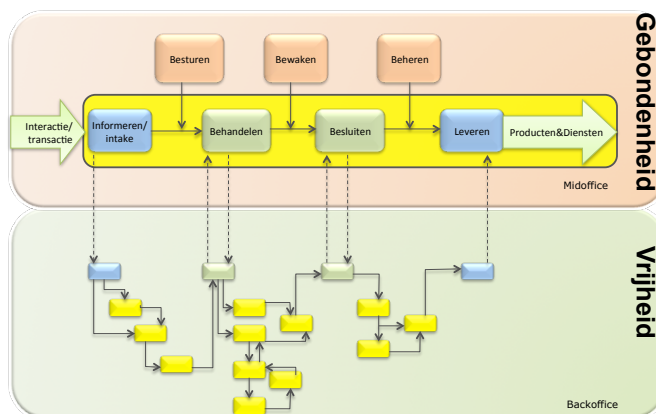 Gebondenheid
Besturen
Bewaken
Beheren
Interactie/
transactie
Informeren/
intake
Behandelen
Besluiten
Leveren
Producten&Diensten
Midoffice
Vrijheid
Backoffice